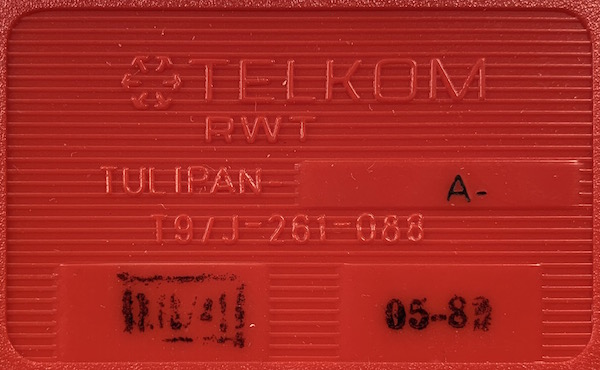 TELKOM
RWT
TULIPAN A-
T9/J-261-088
05-82